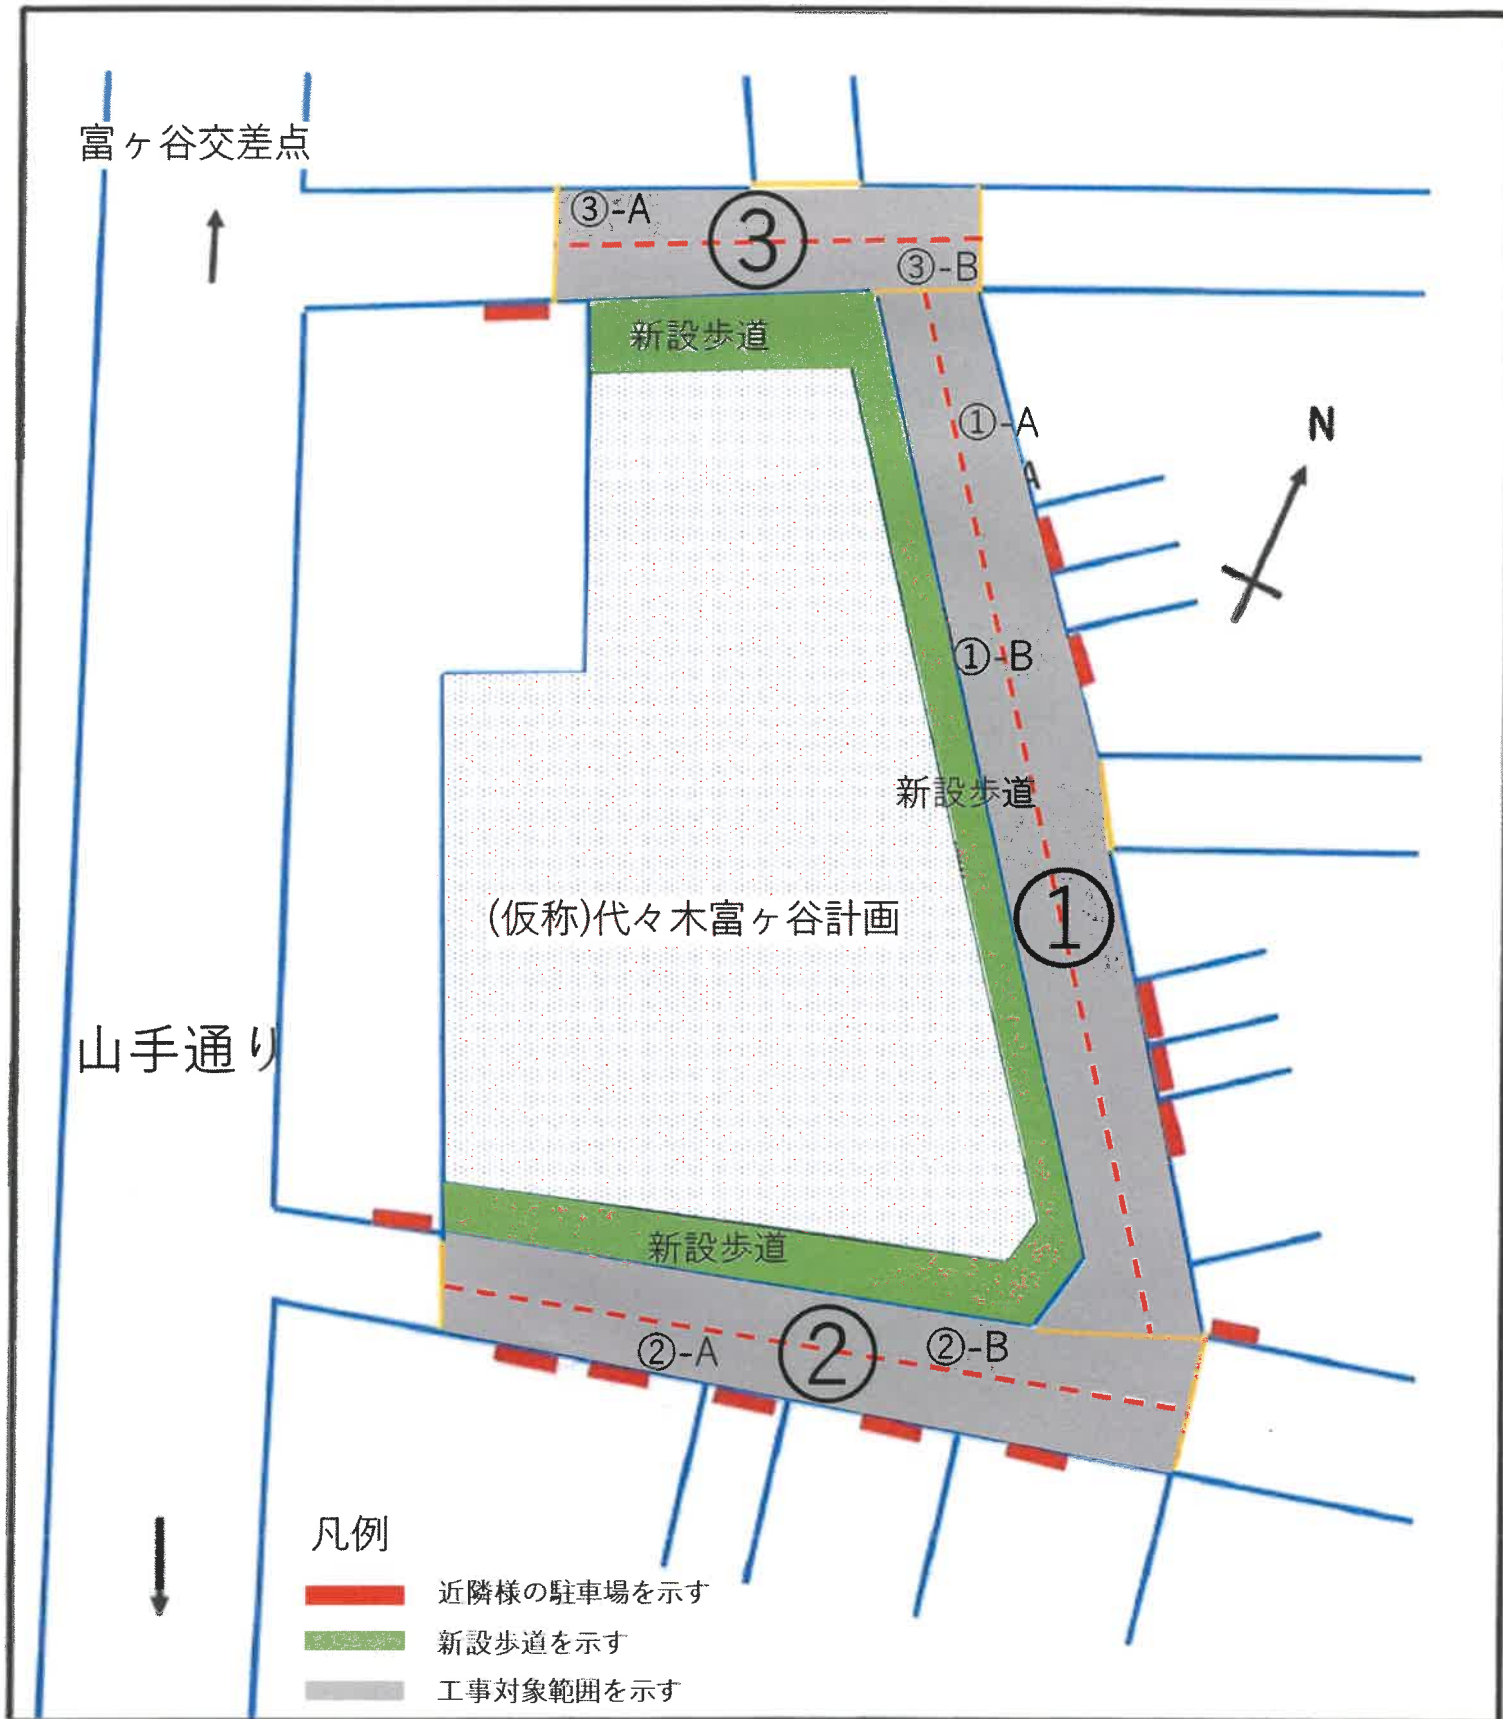 富ヶ谷交差点
③-A
③
③-B
新設歩道
①-A
A
N
①-B
新設歩道
(仮称)代々木富ヶ谷計画
①
山手通り
新設歩道
②-A
②
②-B
凡例
近隣様の駐車場を示す
新設歩道を示す
工事対象範囲を示す